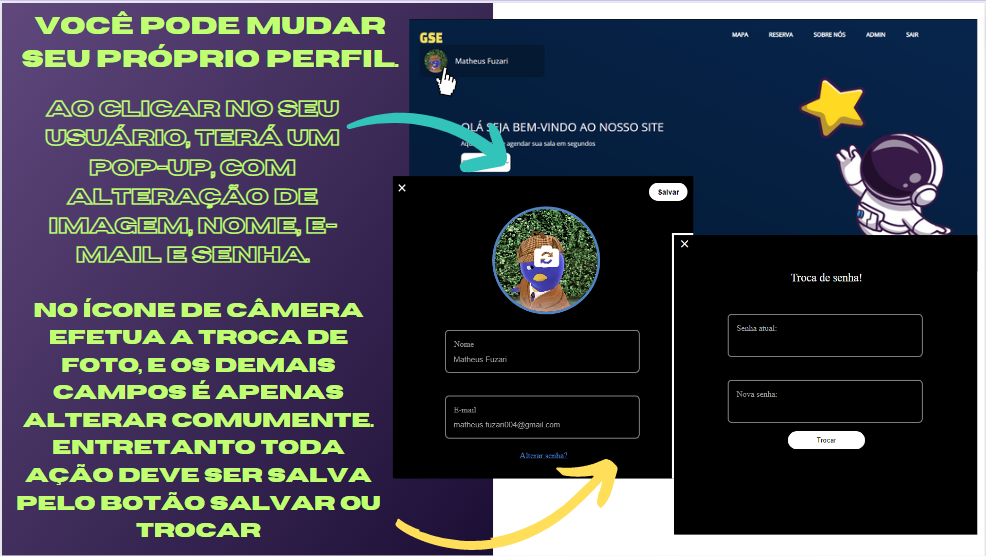 VOCÊ PODE MUDAR
SEU PRÓPRIO PERFIL.
AO CLICAR NO SEU
USUÁRIO, TERÁ UM
POP-UP, COM
ALTERAÇÃO DE
IMAGEM, NOME, E-
MAIL E SENHA.
NO ÍCONE DE CÂMERA
EFETUA A TROCA DE
FOTO, E OS DEMAIS
CAMPOS É APENAS
ALTERAR COMUMENTE.
ENTRETANTO TODA
AÇÃO DEVE SER SALVA
PELO BOTÃO SALVAR OU
TROCAR
GSE
MAPA RESERVA SOBRE NÓS ADMIN SAIR
Matheus Fuzari
OLÁ SEJA BEM-VINDO AO NOSSO SITE
agendar sua sala em segundos
Salvar
Nome
Matheus Fuzari
E-mail
matheus.fuzari004@gmail.com
Alterar senha?
Troca de senha!
Senha atual:
Nova senha:
Trocar